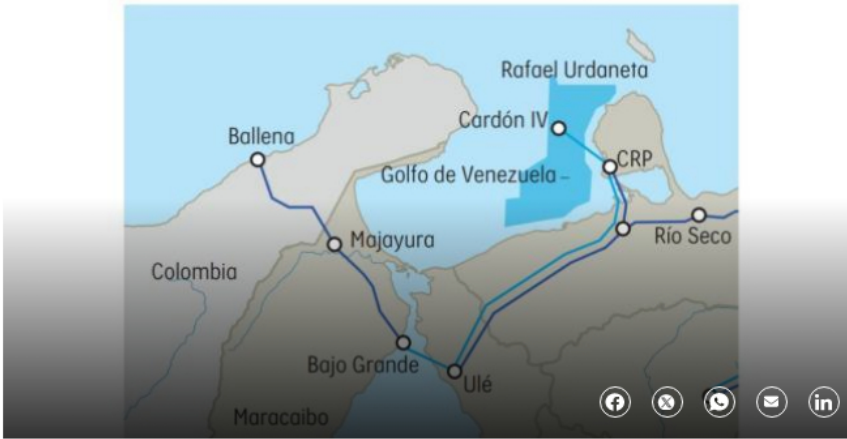 Rafael Urdaneta
Cardón IV
Ballena
CRP
Golfo de Venezuela
Majayura
Río Seco
Colombia
Bajo Grande
Ulé
Maracaibo